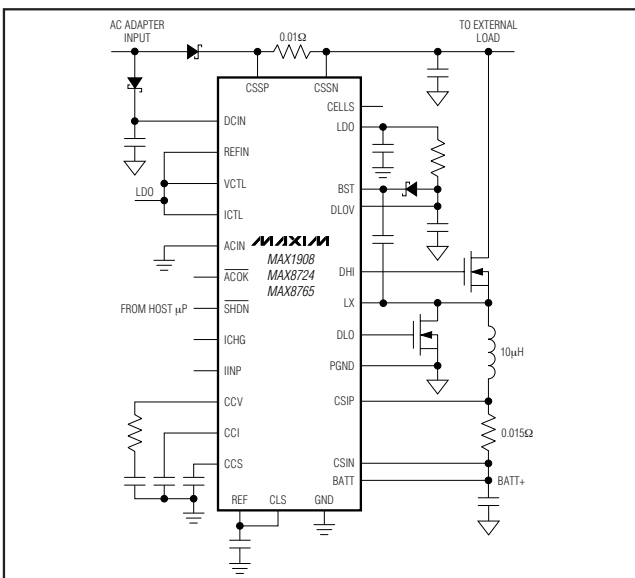 AC ADAPTER
INPUT
0.01Ω
TO EXTERNAL
LOAD
CSSP
CSSN
CELLS
DCIN
LDO
REFIN
VCTL
LDO
ICTL
BST
DLOV
ACIN
MAXIM
MAX1908
MAX8724
MAX8765
DHI
ACOK
LX
FROM HOST μP
SHDN
ICHG
DLO
10μH
IINP
PGND
CCV
CSIP
CCI
0.015Ω
CCS
CSIN
BATT
BATT+
REF
CLS
GND